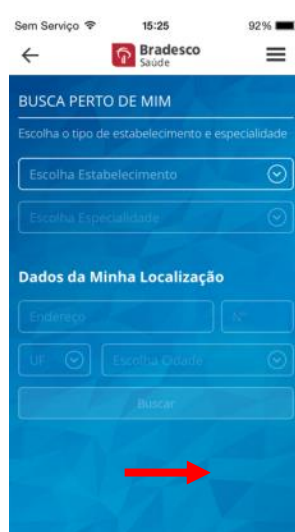 Sem Serviço 15:25 92%
Bradesco
Saúde
BUSCA PERTO DE MIM
Escolha o tipo de estabelecimento e especialidade
Escolha Estabelecimento
Escolha Especialidade
Dados da Minha Localização
Endereço Nº
UF Escolha Cidade
Buscar